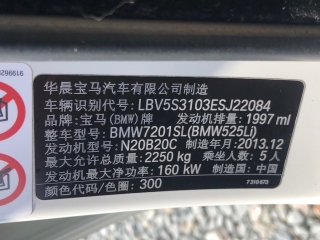 华晨宝马汽车有限公司制造
车辆识别代号: LBV5S3103ESJ22084
品牌: 宝马(BMW) 发动机排量: 1997 ml
整车型号: BMW7201SL(BMW525Li)
发动机型号: N20B20C 制造年月: 2013.12
最大允许总质量: 2250 kg 乘坐人数: 5人
发动机最大净功率: 160 kW 制造国: 中国
颜色代码/色圈: 300